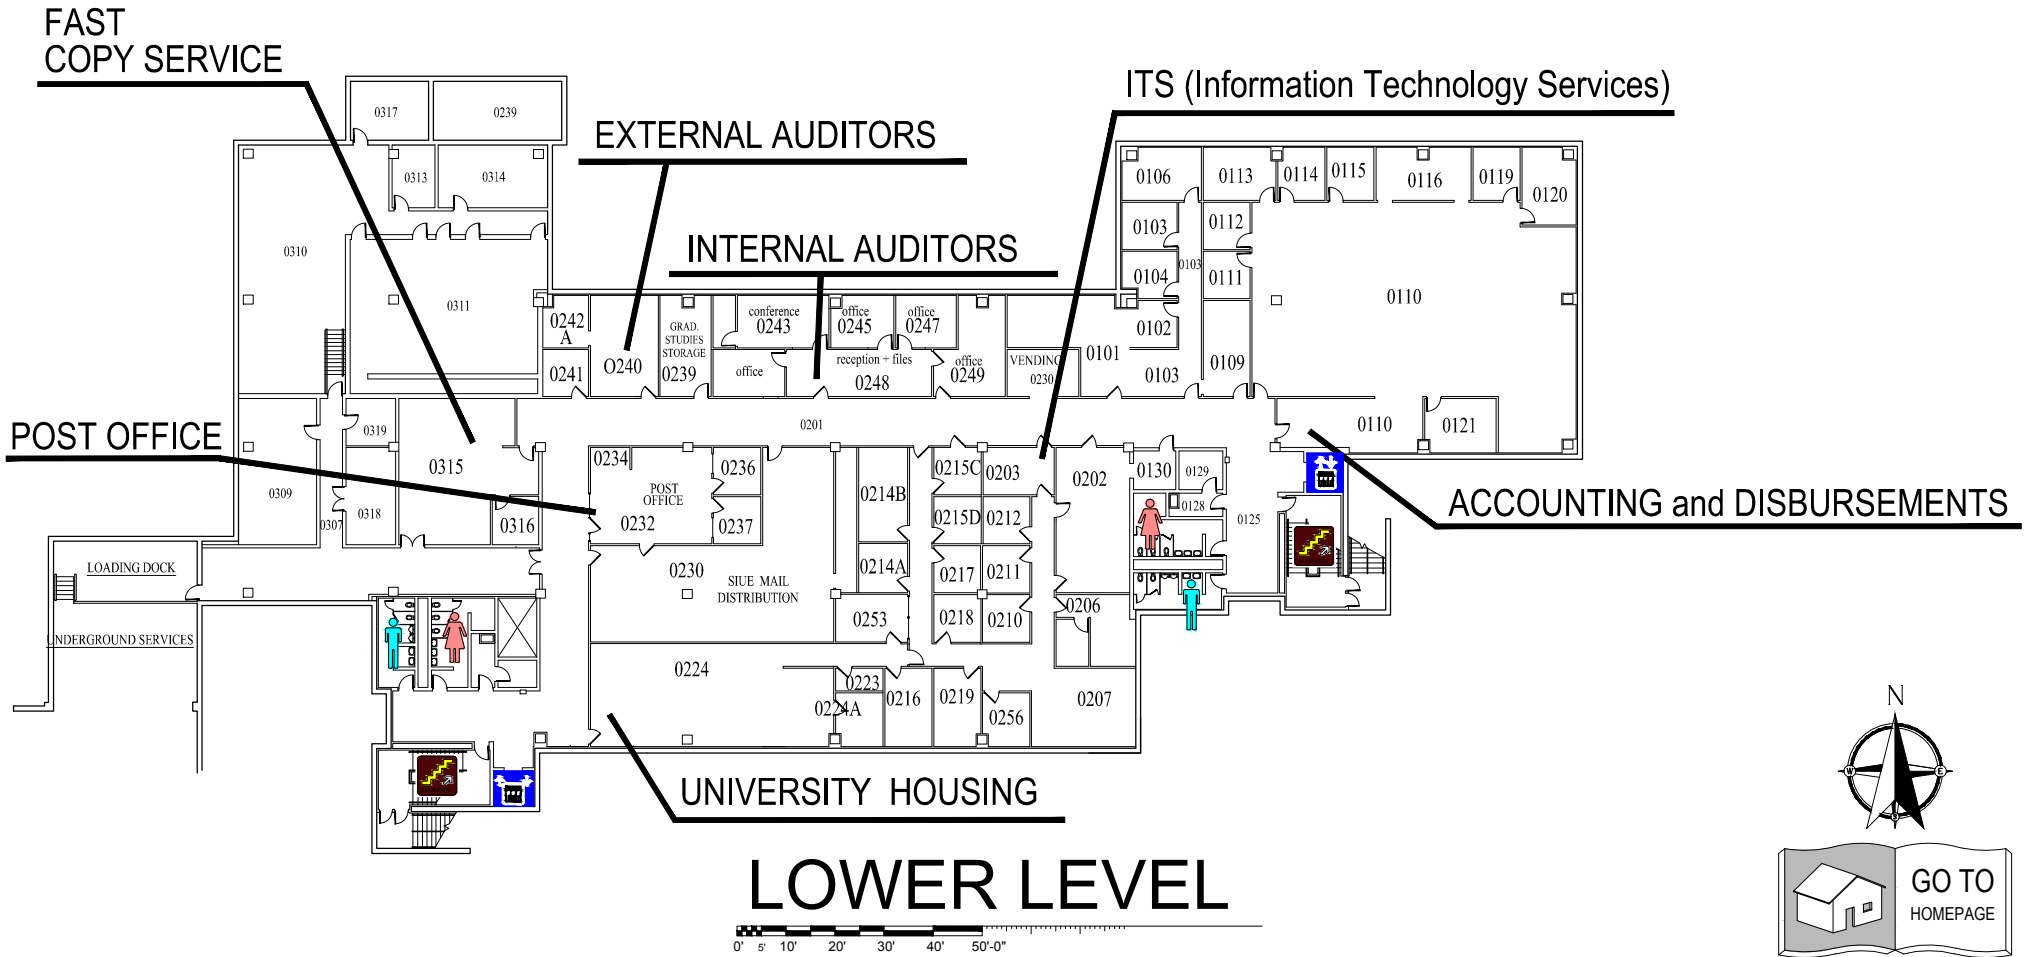 FAST
COPY SERVICE
ITS (Information Technology Services)
EXTERNAL AUDITORS
INTERNAL AUDITORS
POST OFFICE
ACCOUNTING and DISBURSEMENTS
UNIVERSITY HOUSING
0317
0239
0313
0314
0310
0311
0106
0113
0114
0115
0116
0119
0120
0103
0112
0104
0103
0111
0110
0102
0109
0101
0103
0242
A
0241
O240
GRAD.
STUDIES
STORAGE
0239
conference
0243
office
0245
office
0247
office
reception + files
0248
office
0249
VENDING
0230
0201
0110
0121
0319
0315
0309
0307
0318
0316
0234
POST
OFFICE
0232
0236
0237
0214B
0214A
0215C
0203
0202
0215D
0212
0217
0211
0218
0210
0206
0130
0129
0128
0125
0230
SIUE MAIL
DISTRIBUTION
0253
LOADING DOCK
UNDERGROUND SERVICES
0224
0223
0224A
0216
0219
0256
0207
N
W
E
S
LOWER LEVEL
0' 5' 10' 20' 30' 40' 50'-0"
GO TO
HOMEPAGE